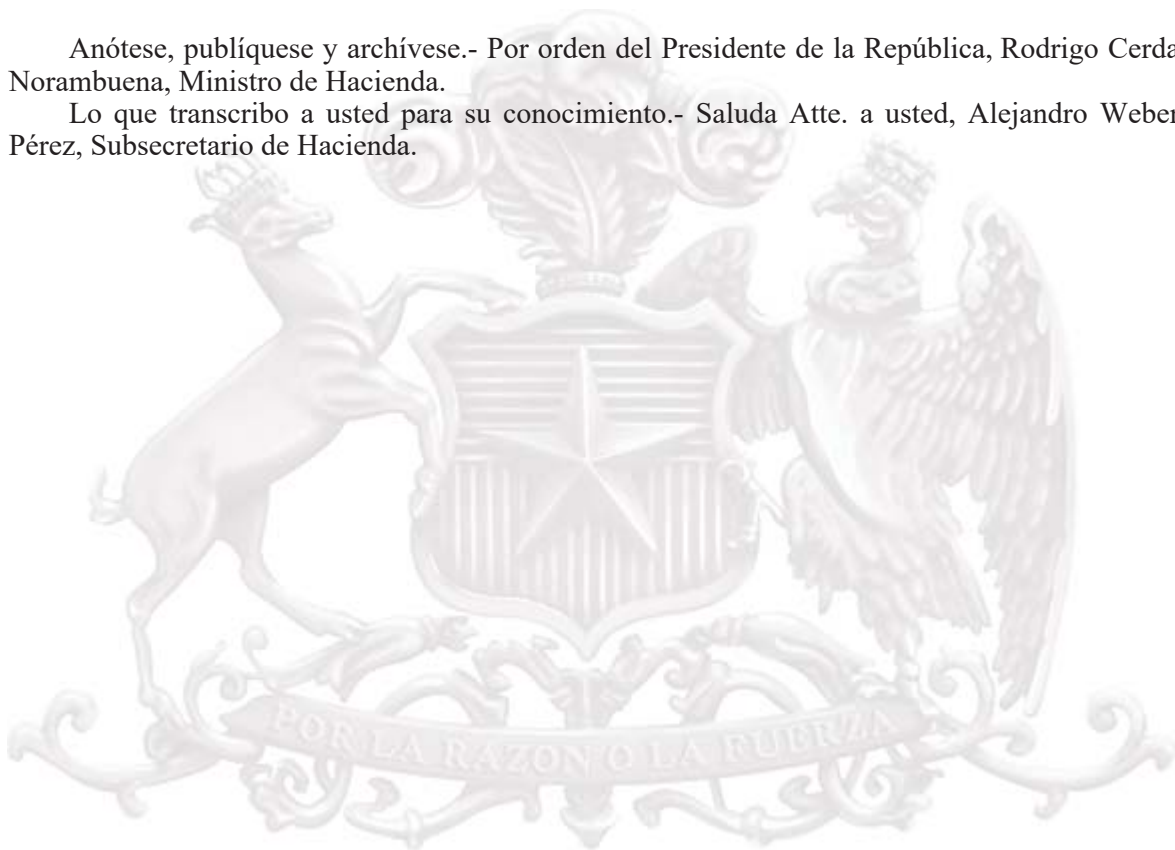 Anótese, publíquese y archívese.- Por orden del Presidente de la República, Rodrigo Cerda
Norambuena, Ministro de Hacienda.
Lo que transcribo a usted para su conocimiento.- Saluda Atte. a usted, Alejandro Weber
Pérez, Subsecretario de Hacienda.
POR LA RAZON O LA FUERZA